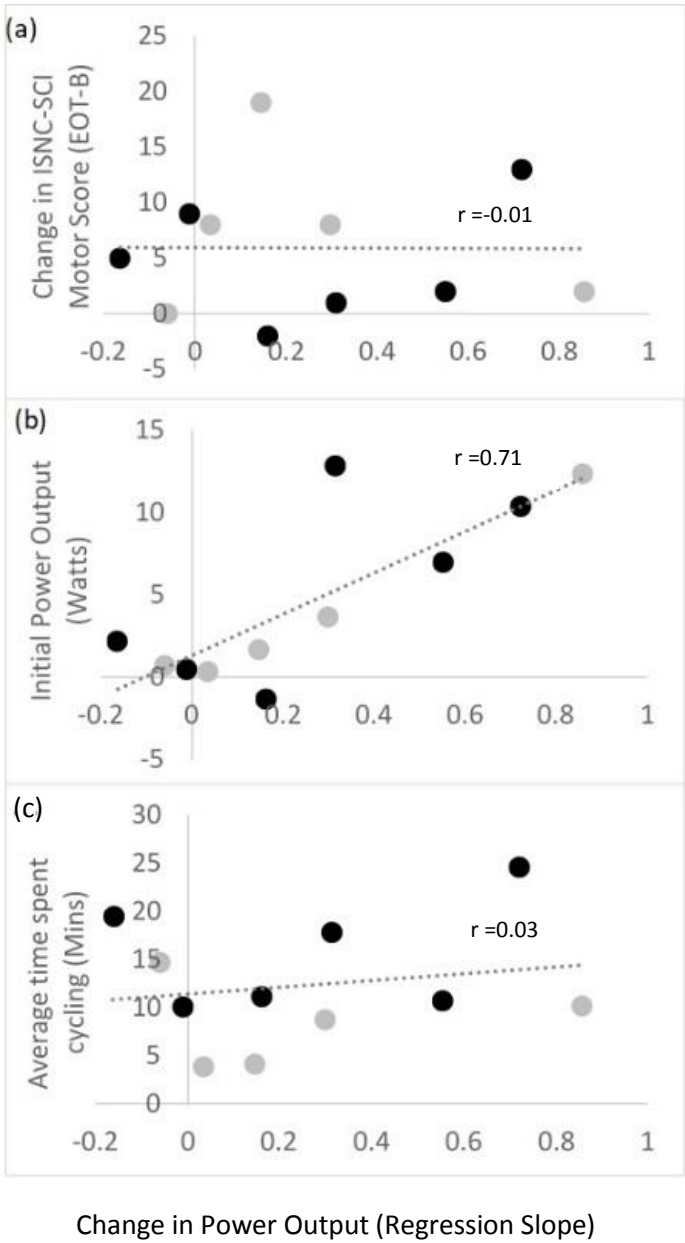 (a)
Change in ISNC-SCI
Motor Score (EOT-B)
25
20
15
10
5
0
-5
-0.2 0 0.2 0.4 0.6 0.8 1
r =-0.01
(b)
Initial Power Output
(Watts)
15
10
5
0
-5
-0.2 0 0.2 0.4 0.6 0.8 1
r =0.71
(c)
Average time spent
cycling (Mins)
30
25
20
15
10
5
0
-0.2 0 0.2 0.4 0.6 0.8 1
r =0.03
Change in Power Output (Regression Slope)